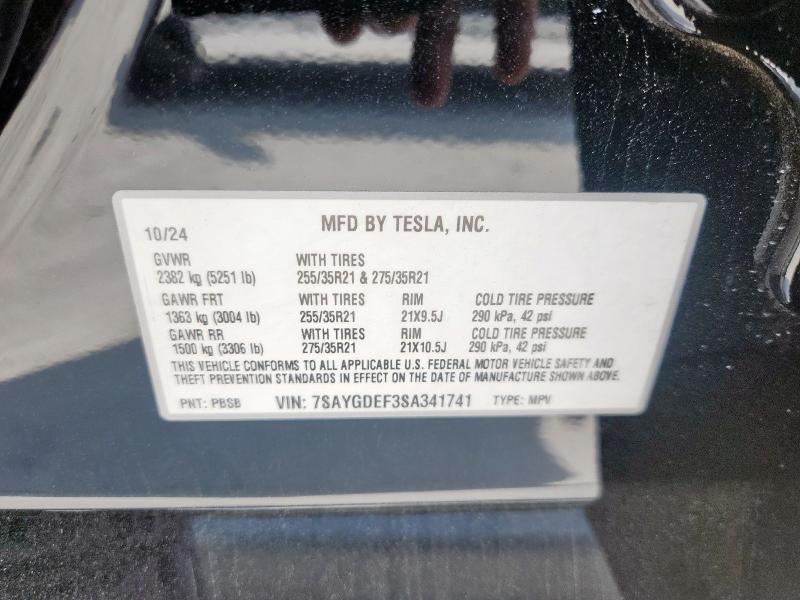 MFD BY TESLA, INC.
10/24
GVWR WITH TIRES
2382 kg (5251 lb) 255/35R21 & 275/35R21
GAWR FRT WITH TIRES RIM COLD TIRE PRESSURE
1363 kg (3004 lb) 255/35R21 21X9.5J 290 kPa, 42 psi
GAWR RR WITH TIRES RIM COLD TIRE PRESSURE
1500 kg (3306 lb) 275/35R21 21X10.5J 290 kPa, 42 psi
THIS VEHICLE CONFORMS TO ALL APPLICABLE U.S. FEDERAL MOTOR VEHICLE SAFETY AND
THEFT PREVENTION STANDARDS IN EFFECT ON THE DATE OF MANUFACTURE SHOWN ABOVE.
PNT: PBSB VIN: 7SAYGDEF3SA341741 TYPE: MPV